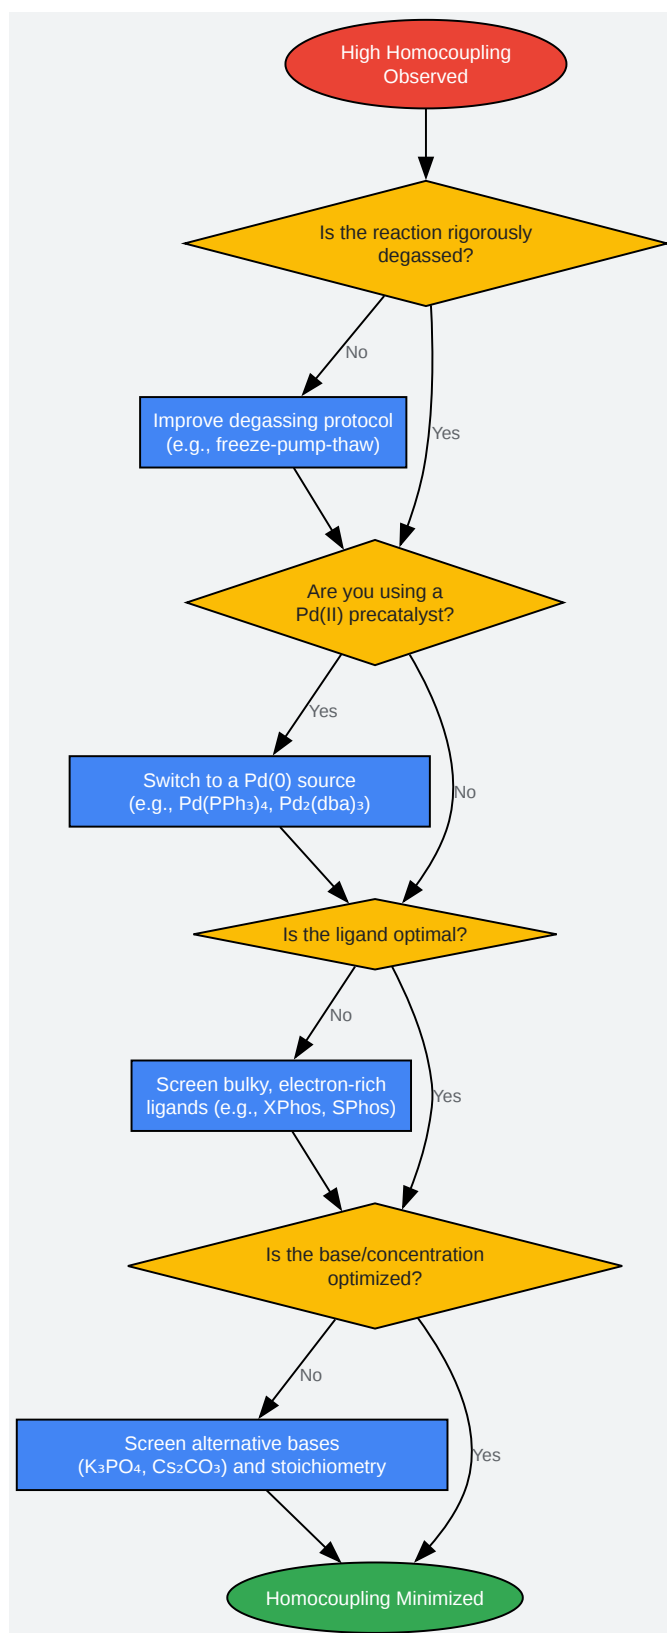 High Homocoupling
Observed
Is the reaction rigorously
degassed?
No
Improve degassing protocol
(e.g., freeze-pump-thaw)
Yes
Are you using a
Pd(II) precatalyst?
Yes
Switch to a Pd(0) source
(e.g., Pd(PPh₃)₄, Pd₂(dba)₃)
No
Is the ligand optimal?
No
Screen bulky, electron-rich
ligands (e.g., XPhos, SPhos)
Yes
Is the base/concentration
optimized?
No
Screen alternative bases
(K₃PO₄, Cs₂CO₃) and stoichiometry
Yes
Homocoupling Minimized